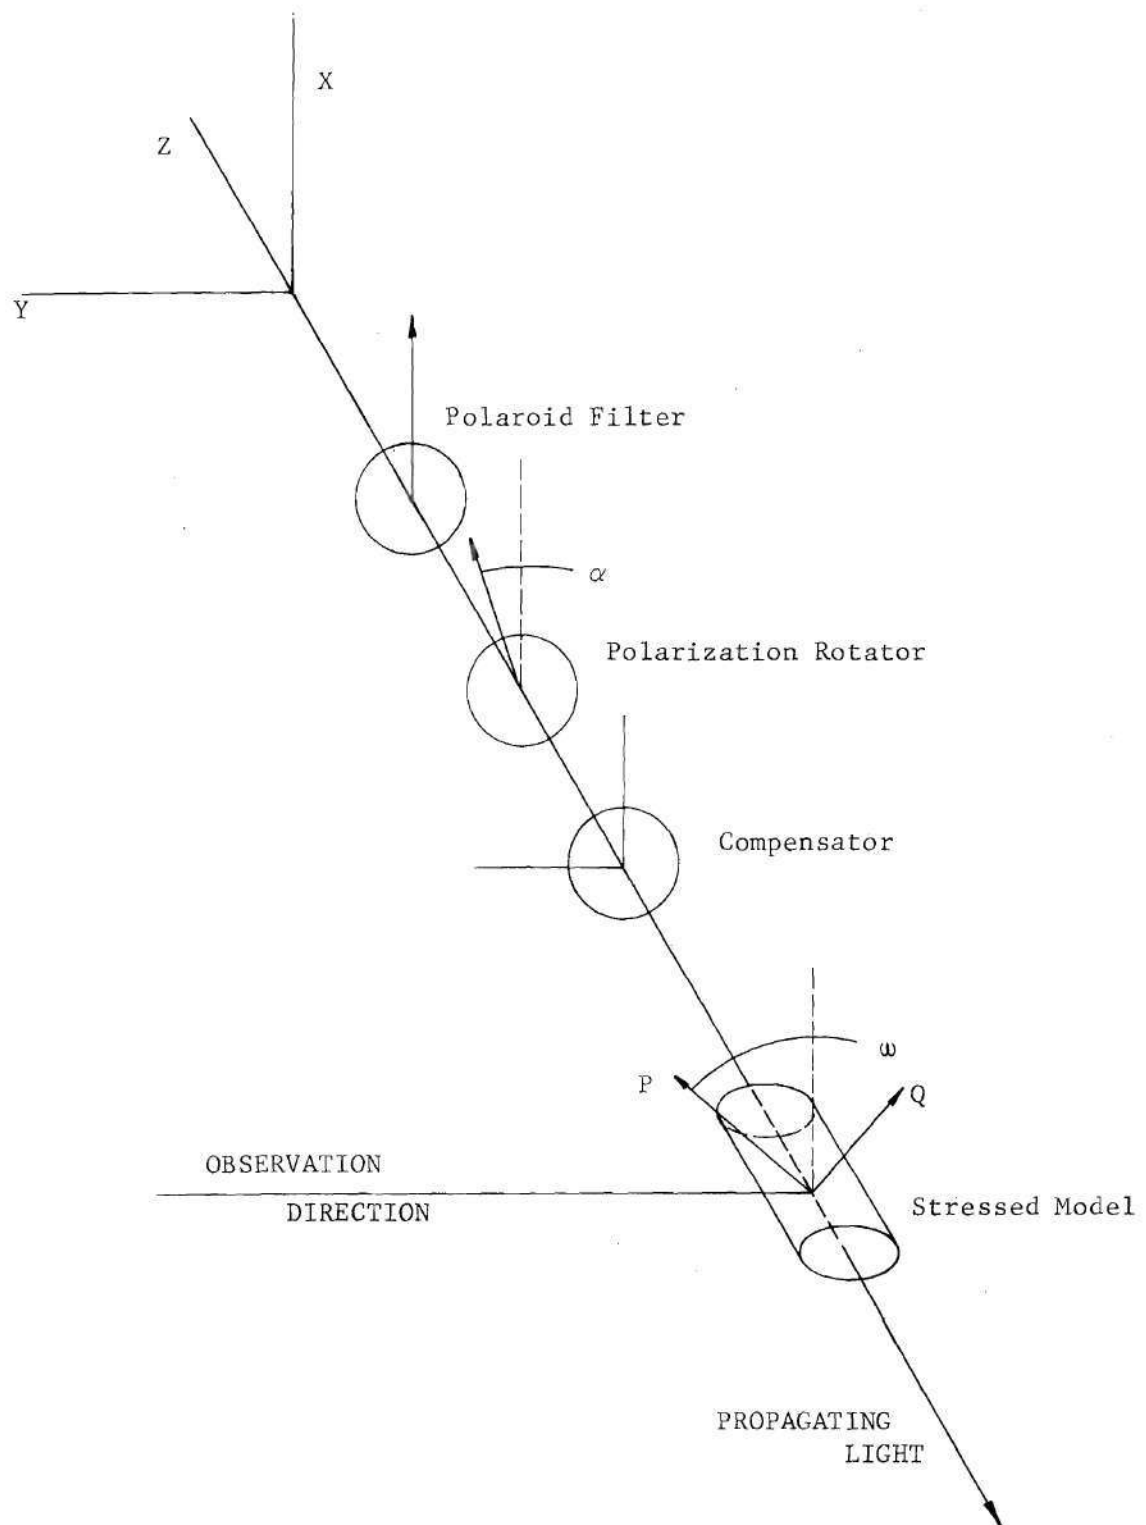 X
Z
Y
Polaroid Filter
α
Polarization Rotator
Compensator
ω
P
Q
OBSERVATION
DIRECTION
Stressed Model
PROPAGATING
LIGHT